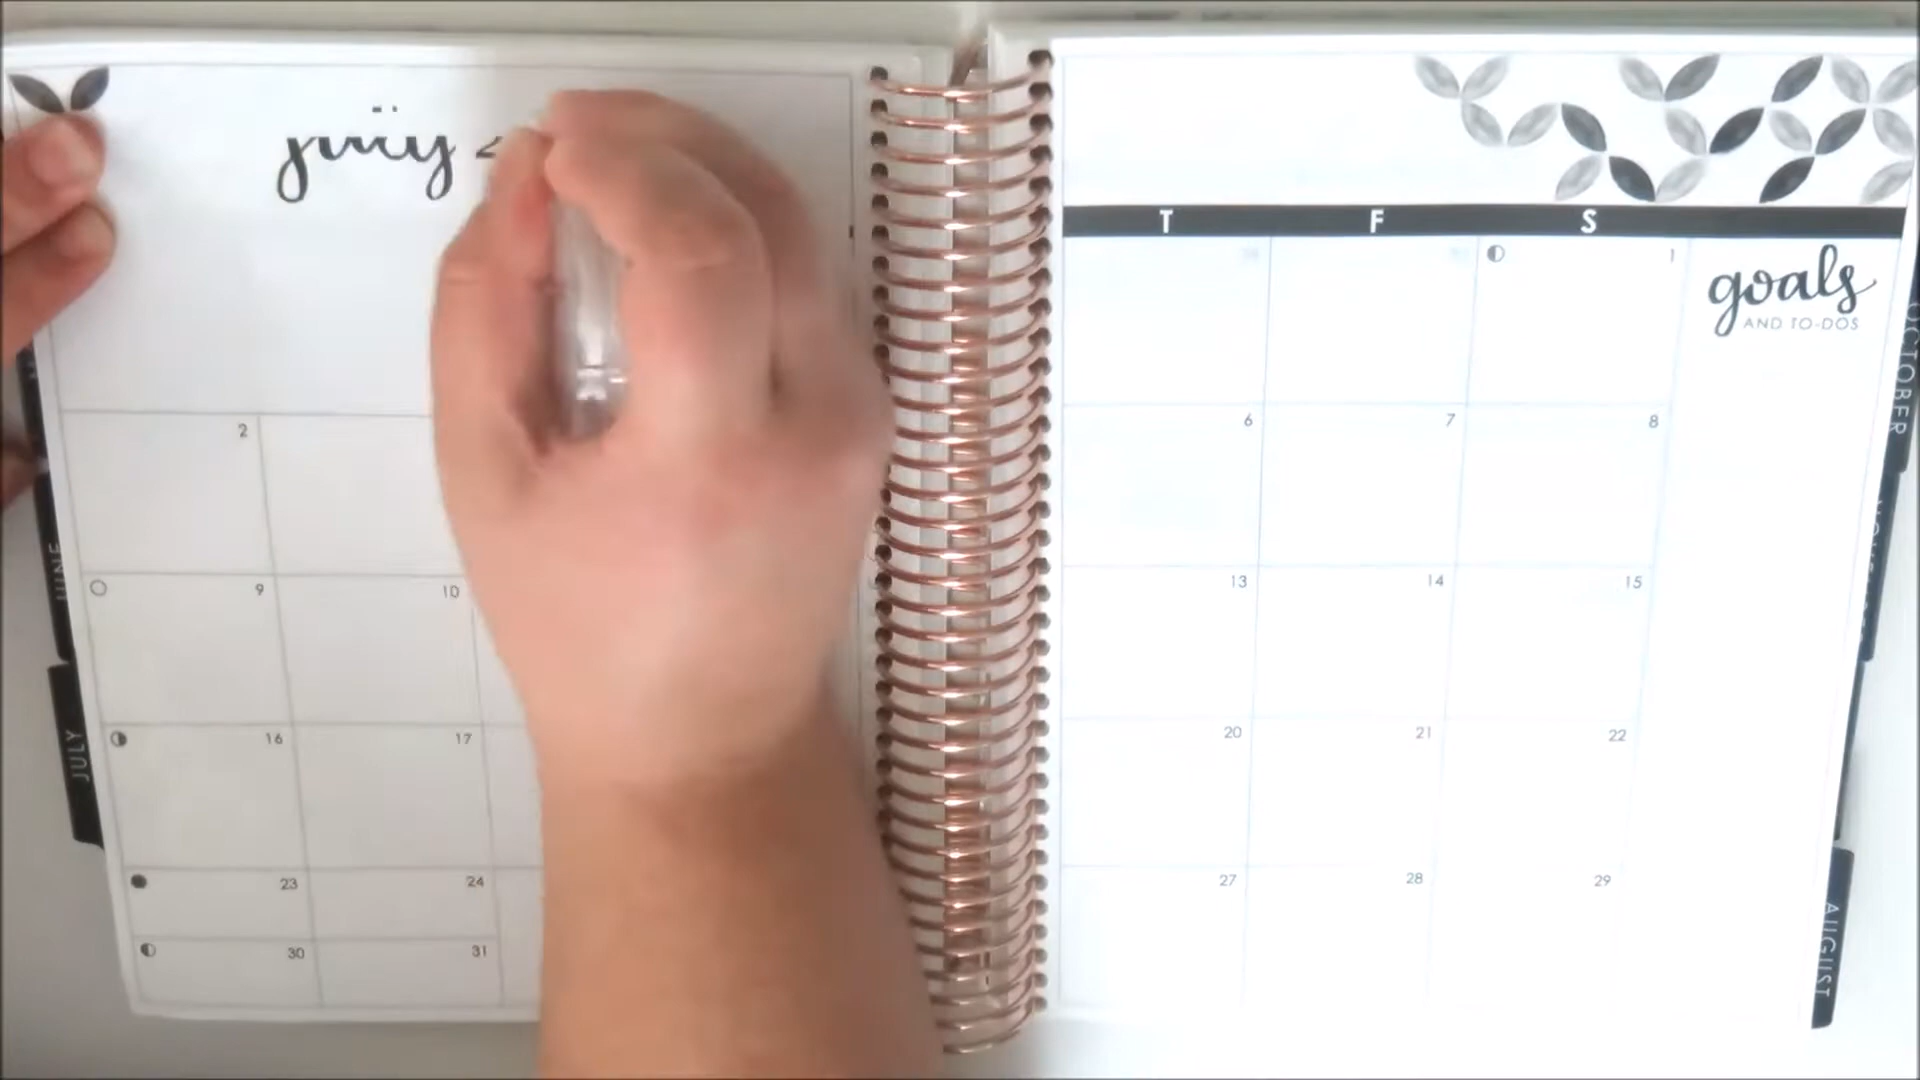 july 2
T F S
1
goals
AND TO-DOS
2
6 7 8
9 10
13 14 15
16 17
20 21 22
23 24
27 28 29
30 31
JUNE
JULY
OCTOBER
AUGUST